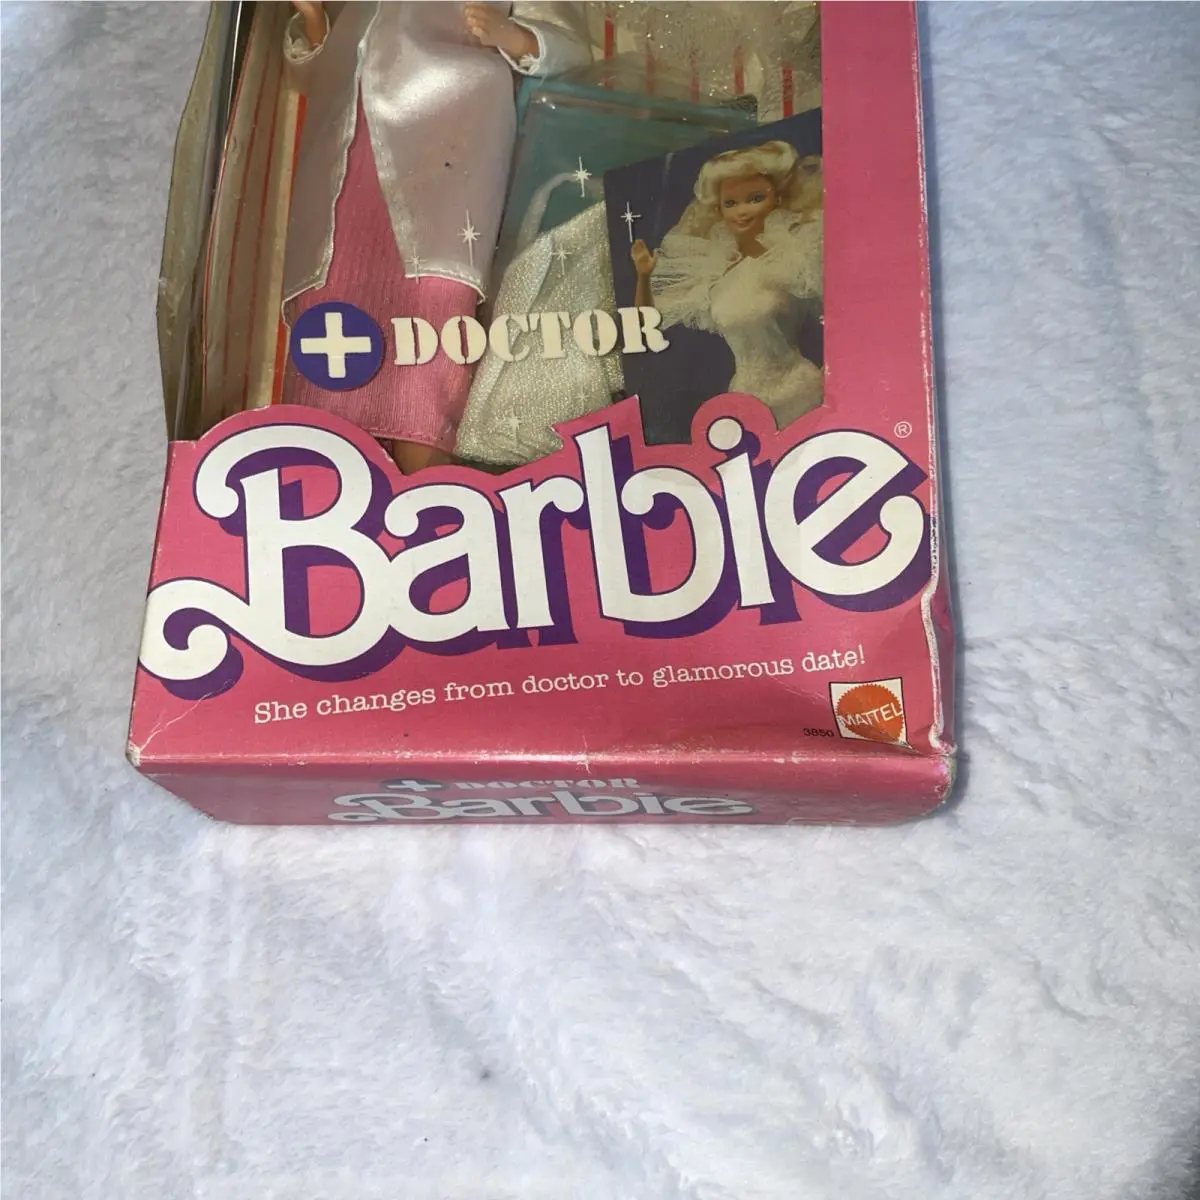 DOCTOR
Barbie®
She changes from doctor to glamorous date!
3850 MATTEL
DOCTOR
Barbie